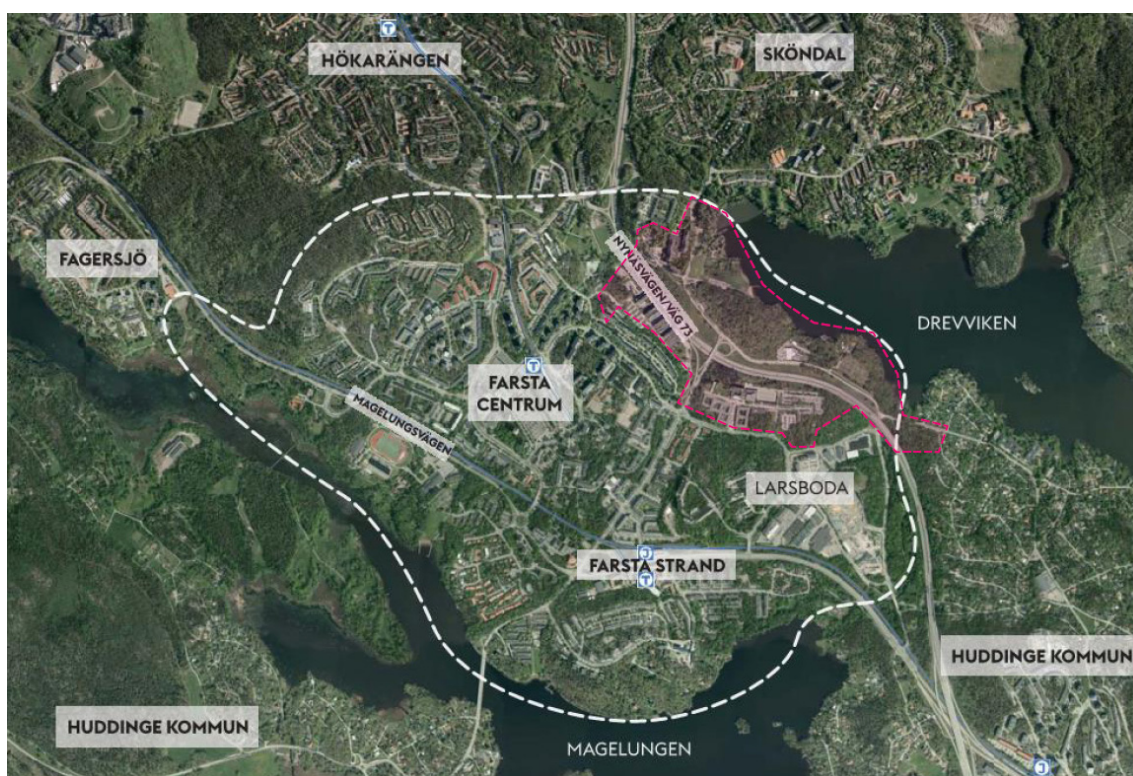 T
HÖKARÄNGEN
SKÖNDAL
FAGERSJÖ
NYNÄSVÄGEN/VÄG 73
DREVVIKEN
T
FARSTA
CENTRUM
MAGELUNGSVÄGEN
LARSBODA
J
FARSTA STRAND
T
HUDDINGE KOMMUN
HUDDINGE KOMMUN
MAGELUNGEN
J